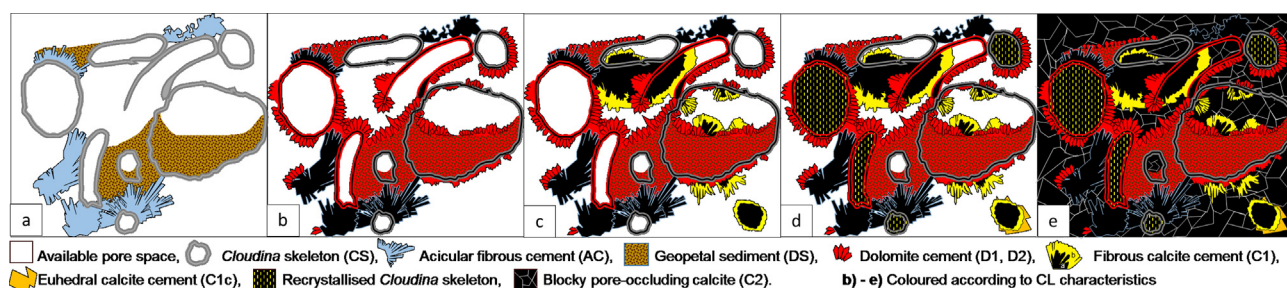 a b c d e
Available pore space, Cloudina skeleton (CS), Acicular fibrous cement (AC), Geopetal sediment (DS), Dolomite cement (D1, D2), Fibrous calcite cement (C1),
Euhedral calcite cement (C1c), Recrystallised Cloudina skeleton, Blocky pore-occluding calcite (C2). b) - e) Coloured according to CL characteristics